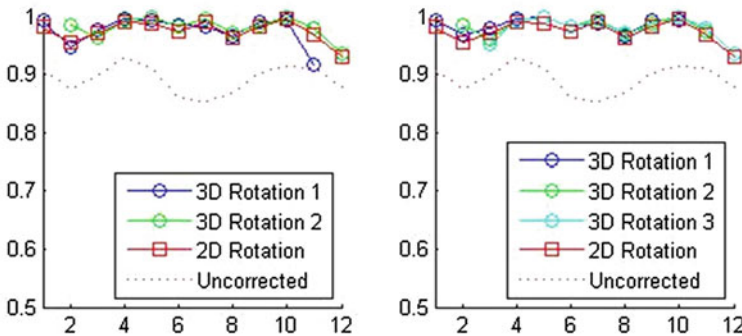 1
0.9
0.8
0.7
0.6
0.5
3D Rotation 1
3D Rotation 2
2D Rotation
Uncorrected
2 4 6 8 10 12
1
0.9
0.8
0.7
0.6
0.5
3D Rotation 1
3D Rotation 2
3D Rotation 3
2D Rotation
Uncorrected
2 4 6 8 10 12